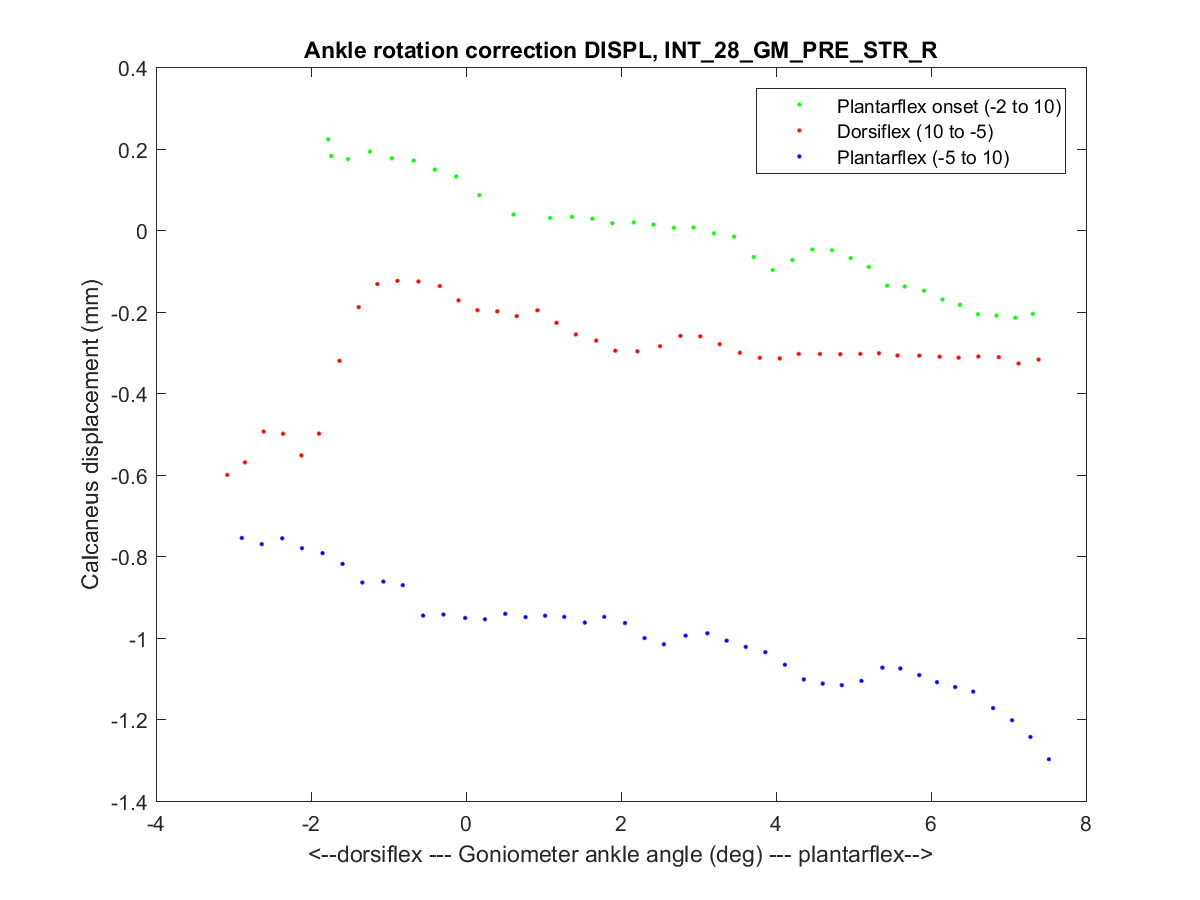 Ankle rotation correction DISPL, INT_28_GM_PRE_STR_R
Plantarflex onset (-2 to 10)
Dorsiflex (10 to -5)
Plantarflex (-5 to 10)
0.4
0.2
0
-0.2
-0.4
-0.6
-0.8
-1
-1.2
-1.4
Calcaneus displacement (mm)
-4 -2 0 2 4 6 8
<--dorsiflex --- Goniometer ankle angle (deg) --- plantarflex-->